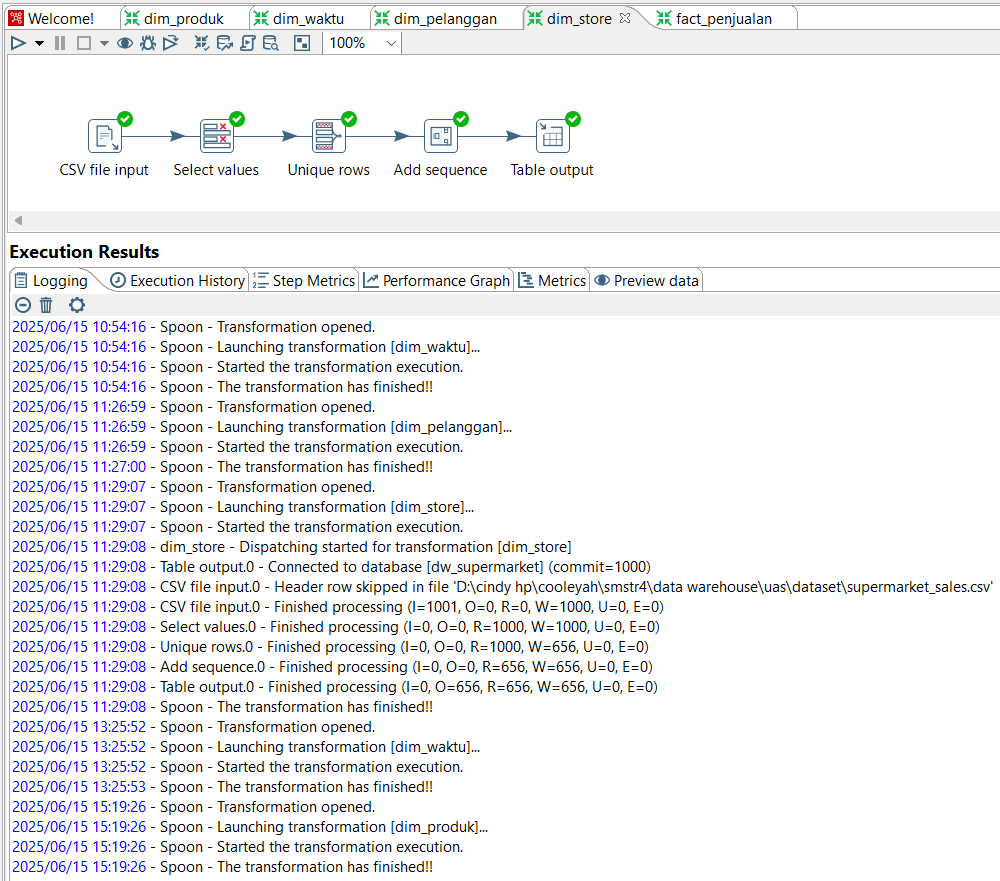 Welcome! dim_produk dim_waktu dim_pelanggan dim_store fact_penjualan
100%
CSV file input Select values Unique rows Add sequence Table output
Execution Results
Logging Execution History Step Metrics Performance Graph Metrics Preview data
2025/06/15 10:54:16 - Spoon - Transformation opened.
2025/06/15 10:54:16 - Spoon - Launching transformation [dim_waktu]...
2025/06/15 10:54:16 - Spoon - Started the transformation execution.
2025/06/15 10:54:16 - Spoon - The transformation has finished!!
2025/06/15 11:26:59 - Spoon - Transformation opened.
2025/06/15 11:26:59 - Spoon - Launching transformation [dim_pelanggan]...
2025/06/15 11:26:59 - Spoon - Started the transformation execution.
2025/06/15 11:27:00 - Spoon - The transformation has finished!!
2025/06/15 11:29:07 - Spoon - Transformation opened.
2025/06/15 11:29:07 - Spoon - Launching transformation [dim_store]...
2025/06/15 11:29:07 - Spoon - Started the transformation execution.
2025/06/15 11:29:08 - dim_store - Dispatching started for transformation [dim_store]
2025/06/15 11:29:08 - Table output.0 - Connected to database [dw_supermarket] (commit=1000)
2025/06/15 11:29:08 - CSV file input.0 - Header row skipped in file 'D:\cindy hp\cooleyah\smstr4\data warehouse\uas\dataset\supermarket_sales.csv'
2025/06/15 11:29:08 - CSV file input.0 - Finished processing (I=1001, O=0, R=0, W=1000, U=0, E=0)
2025/06/15 11:29:08 - Select values.0 - Finished processing (I=0, O=0, R=1000, W=1000, U=0, E=0)
2025/06/15 11:29:08 - Unique rows.0 - Finished processing (I=0, O=0, R=1000, W=656, U=0, E=0)
2025/06/15 11:29:08 - Add sequence.0 - Finished processing (I=0, O=0, R=656, W=656, U=0, E=0)
2025/06/15 11:29:08 - Table output.0 - Finished processing (I=0, O=656, R=656, W=656, U=0, E=0)
2025/06/15 11:29:08 - Spoon - The transformation has finished!!
2025/06/15 13:25:52 - Spoon - Transformation opened.
2025/06/15 13:25:52 - Spoon - Launching transformation [dim_waktu]...
2025/06/15 13:25:52 - Spoon - Started the transformation execution.
2025/06/15 13:25:53 - Spoon - The transformation has finished!!
2025/06/15 15:19:26 - Spoon - Transformation opened.
2025/06/15 15:19:26 - Spoon - Launching transformation [dim_produk]...
2025/06/15 15:19:26 - Spoon - Started the transformation execution.
2025/06/15 15:19:26 - Spoon - The transformation has finished!!